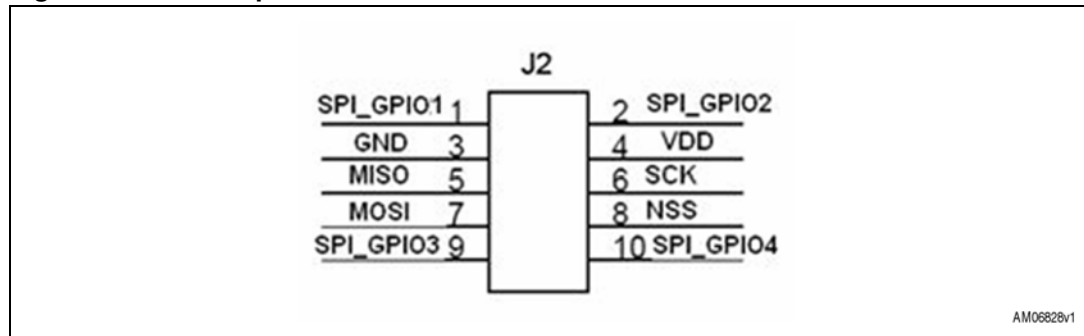 J2
SPI_GPIO1 1 2 SPI_GPIO2
GND 3 4 VDD
MISO 5 6 SCK
MOSI 7 8 NSS
SPI_GPIO3 9 10 SPI_GPIO4
AM06828v1